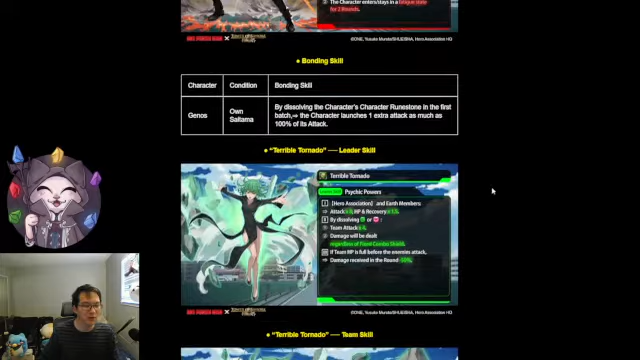 The Character enters/stays in a fatigue state
for 2 Rounds.
©ONE, Yusuke Murata/SHUEISHA, Hero Association HQ
● Bonding Skill
Character Condition Bonding Skill
Genos
Own
Saitama
By dissolving the Character's Character Runestone in the first
batch,⇒ the Character launches 1 extra attack as much as
100% of its Attack.
● "Terrible Tornado" ── Leader Skill
Terrible Tornado
Psychic Powers
[Hero Association] and Earth Members:
Attack HP & Recovery
By dissolving or :
Team Attack
Damage will be dealt
regardless of
If Team HP is full before the enemies attack,
Damage received in the Round
©ONE, Yusuke Murata/SHUEISHA, Hero Association HQ
● "Terrible Tornado" ── Team Skill